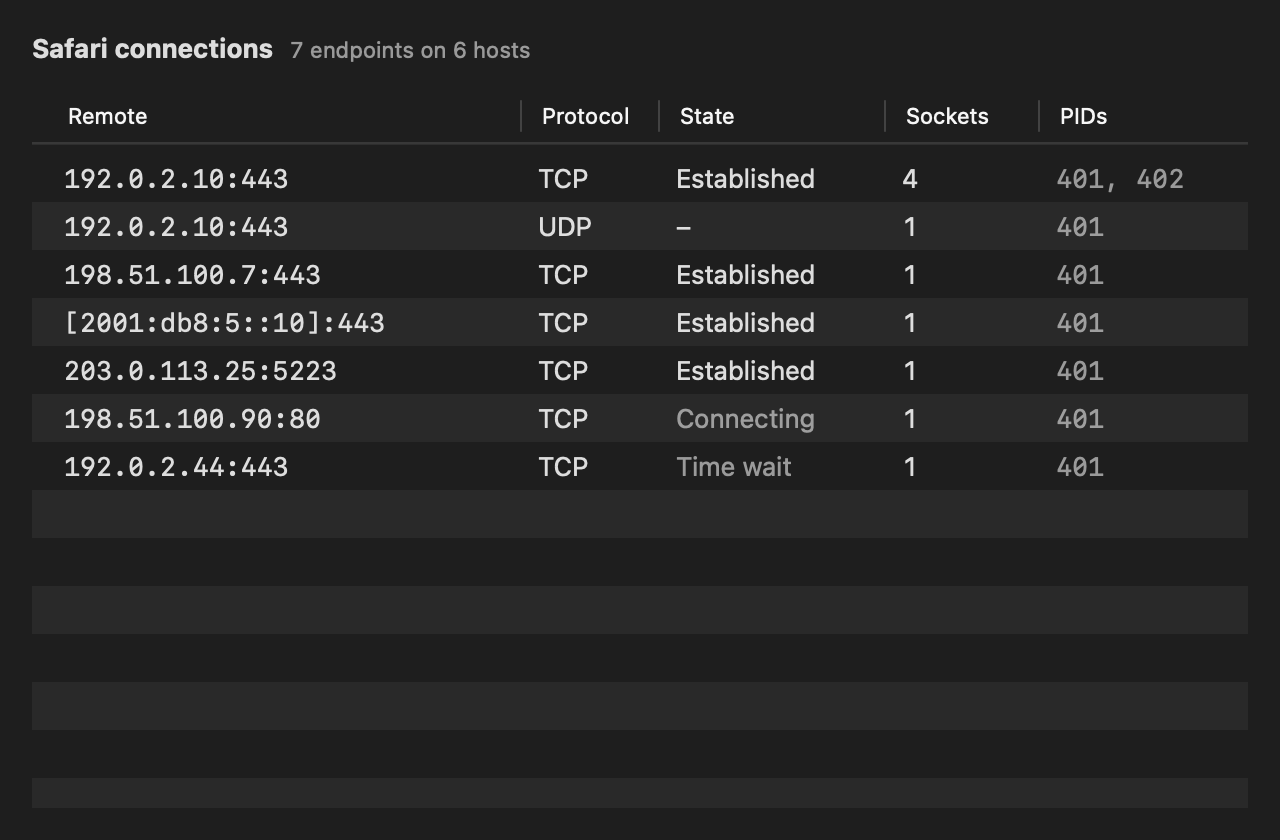 Safari connections 7 endpoints on 6 hosts
Remote Protocol State Sockets PIDs
192.0.2.10:443 TCP Established 4 401, 402
192.0.2.10:443 UDP – 1 401
198.51.100.7:443 TCP Established 1 401
[2001:db8:5::10]:443 TCP Established 1 401
203.0.113.25:5223 TCP Established 1 401
198.51.100.90:80 TCP Connecting 1 401
192.0.2.44:443 TCP Time wait 1 401